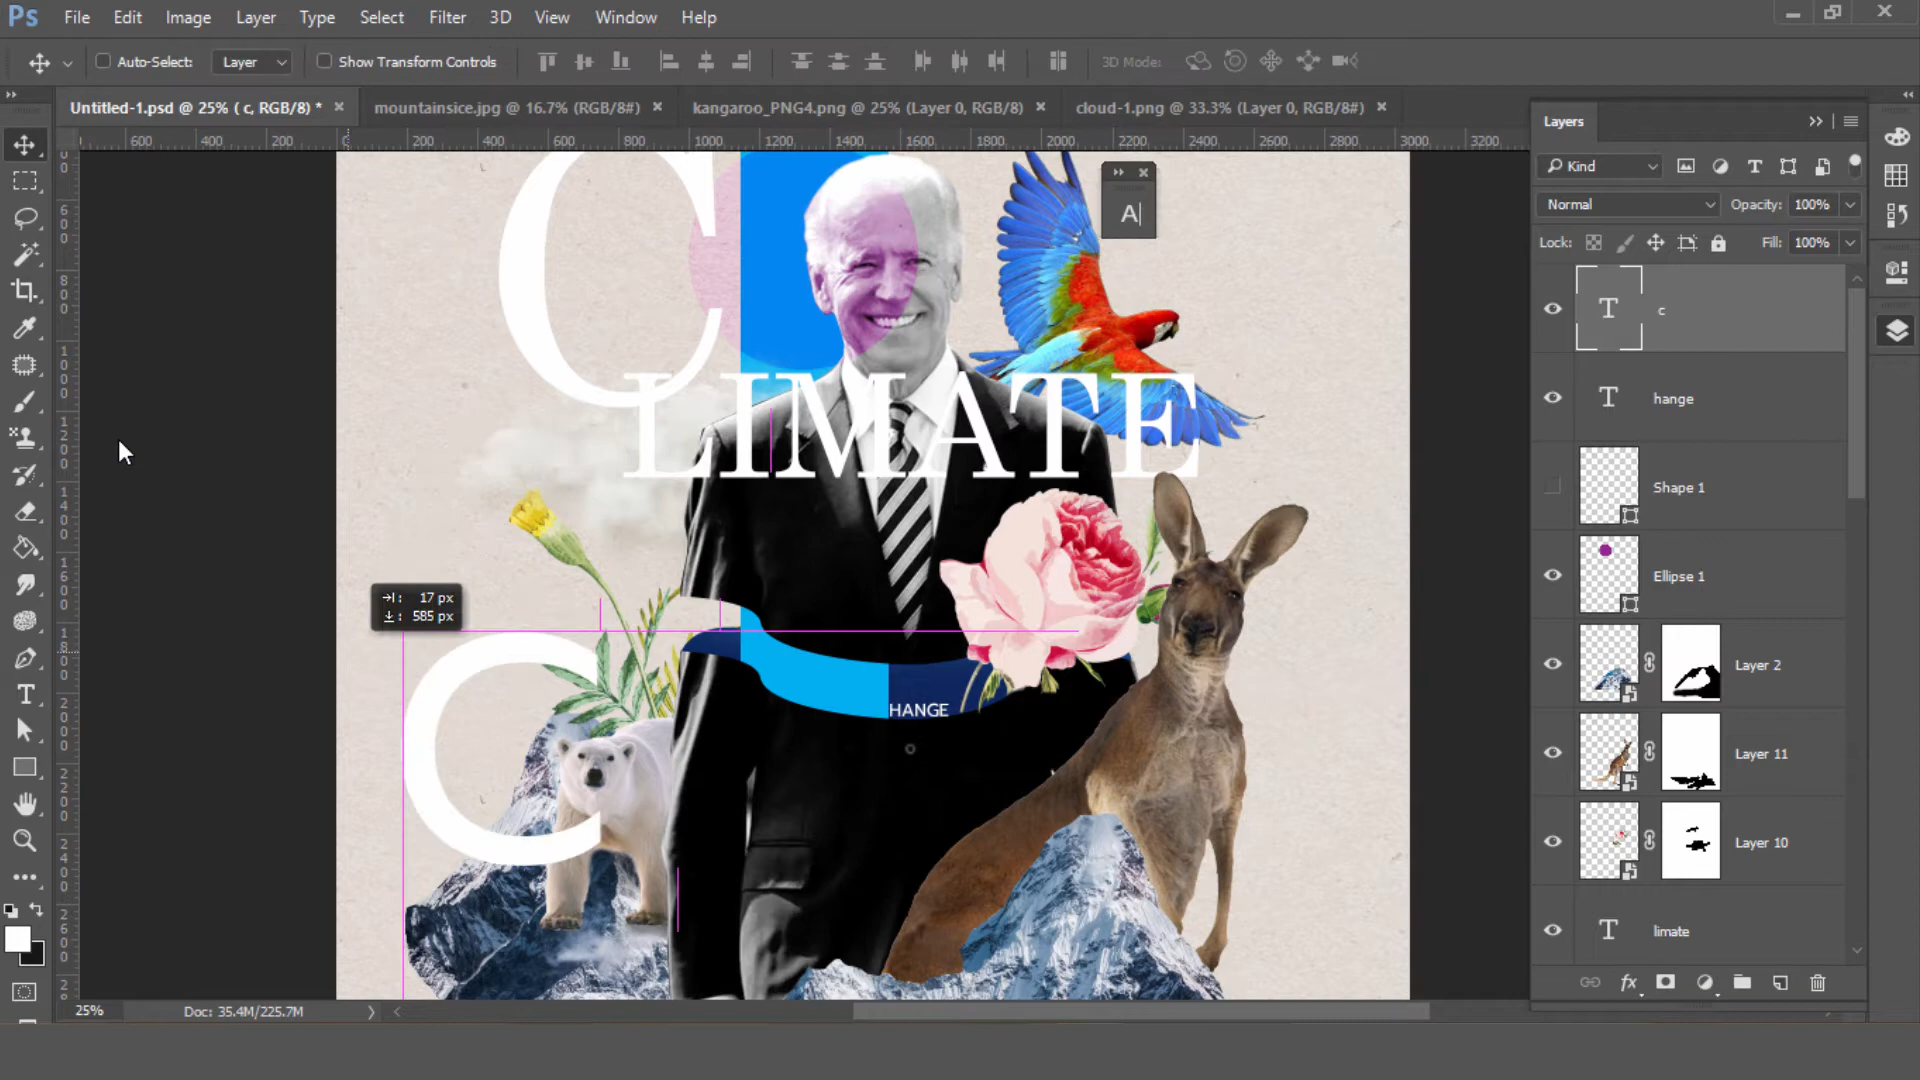 Ps File Edit Image Layer Type Select Filter 3D View Window Help
Auto-Select: Layer Show Transform Controls 3D Mode:
Untitled-1.psd @ 25% ( c, RGB/8) * mountainsice.jpg @ 16.7% (RGB/8#) kangaroo_PNG4.png @ 25% (Layer 0, RGB/8) cloud-1.png @ 33.3% (Layer 0, RGB/8#)
600 400 200 0 200 400 600 800 1000 1200 1400 1600 1800 2000 2200 2400 2600 2800 3000 3200
A
C
LIMATE
17 px
585 px
C
HANGE
Layers
Kind
Normal Opacity: 100%
Lock: Fill: 100%
T c
T hange
Shape 1
Ellipse 1
Layer 2
Layer 11
Layer 10
T limate
fx
25% Doc: 35.4M/225.7M